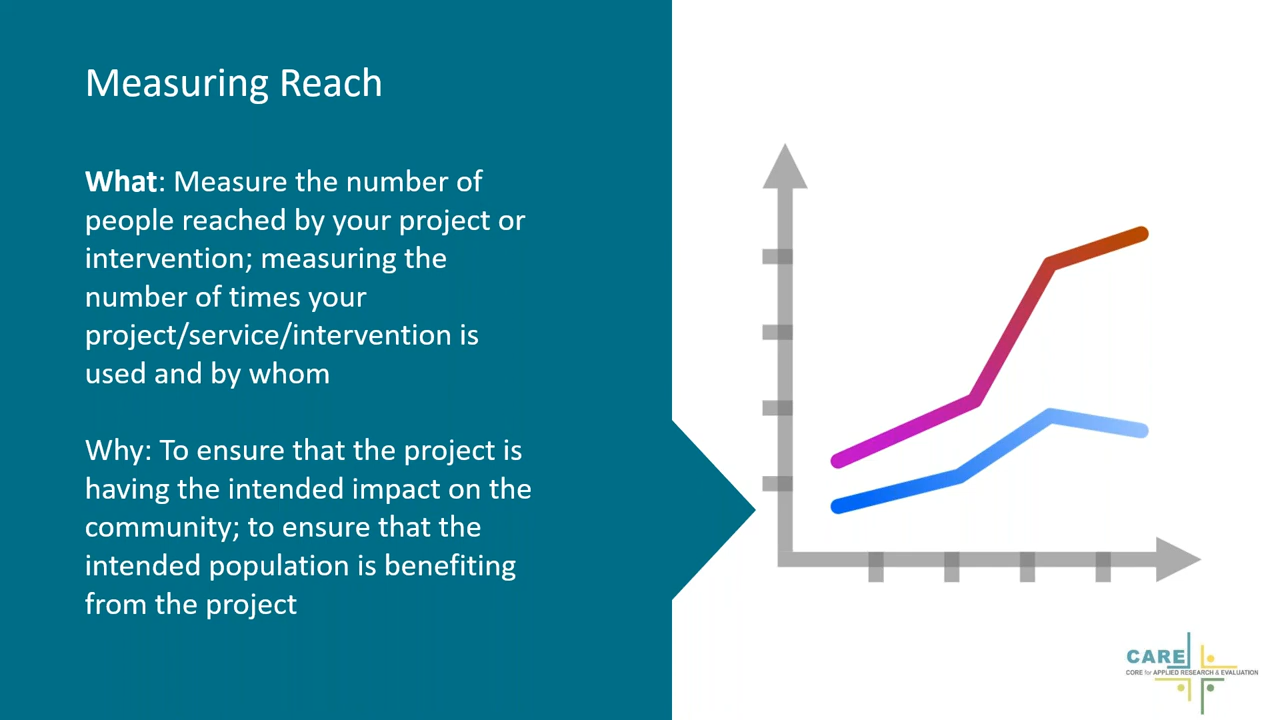 Measuring Reach
What: Measure the number of
people reached by your project or
intervention; measuring the
number of times your
project/service/intervention is
used and by whom
Why: To ensure that the project is
having the intended impact on the
community; to ensure that the
intended population is benefiting
from the project
CARE
CORE for APPLIED RESEARCH & EVALUATION